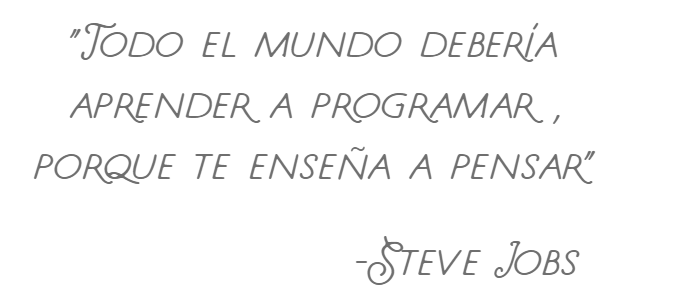 "Todo el mundo debería
aprender a programar ,
porque te enseña a pensar"
-Steve Jobs